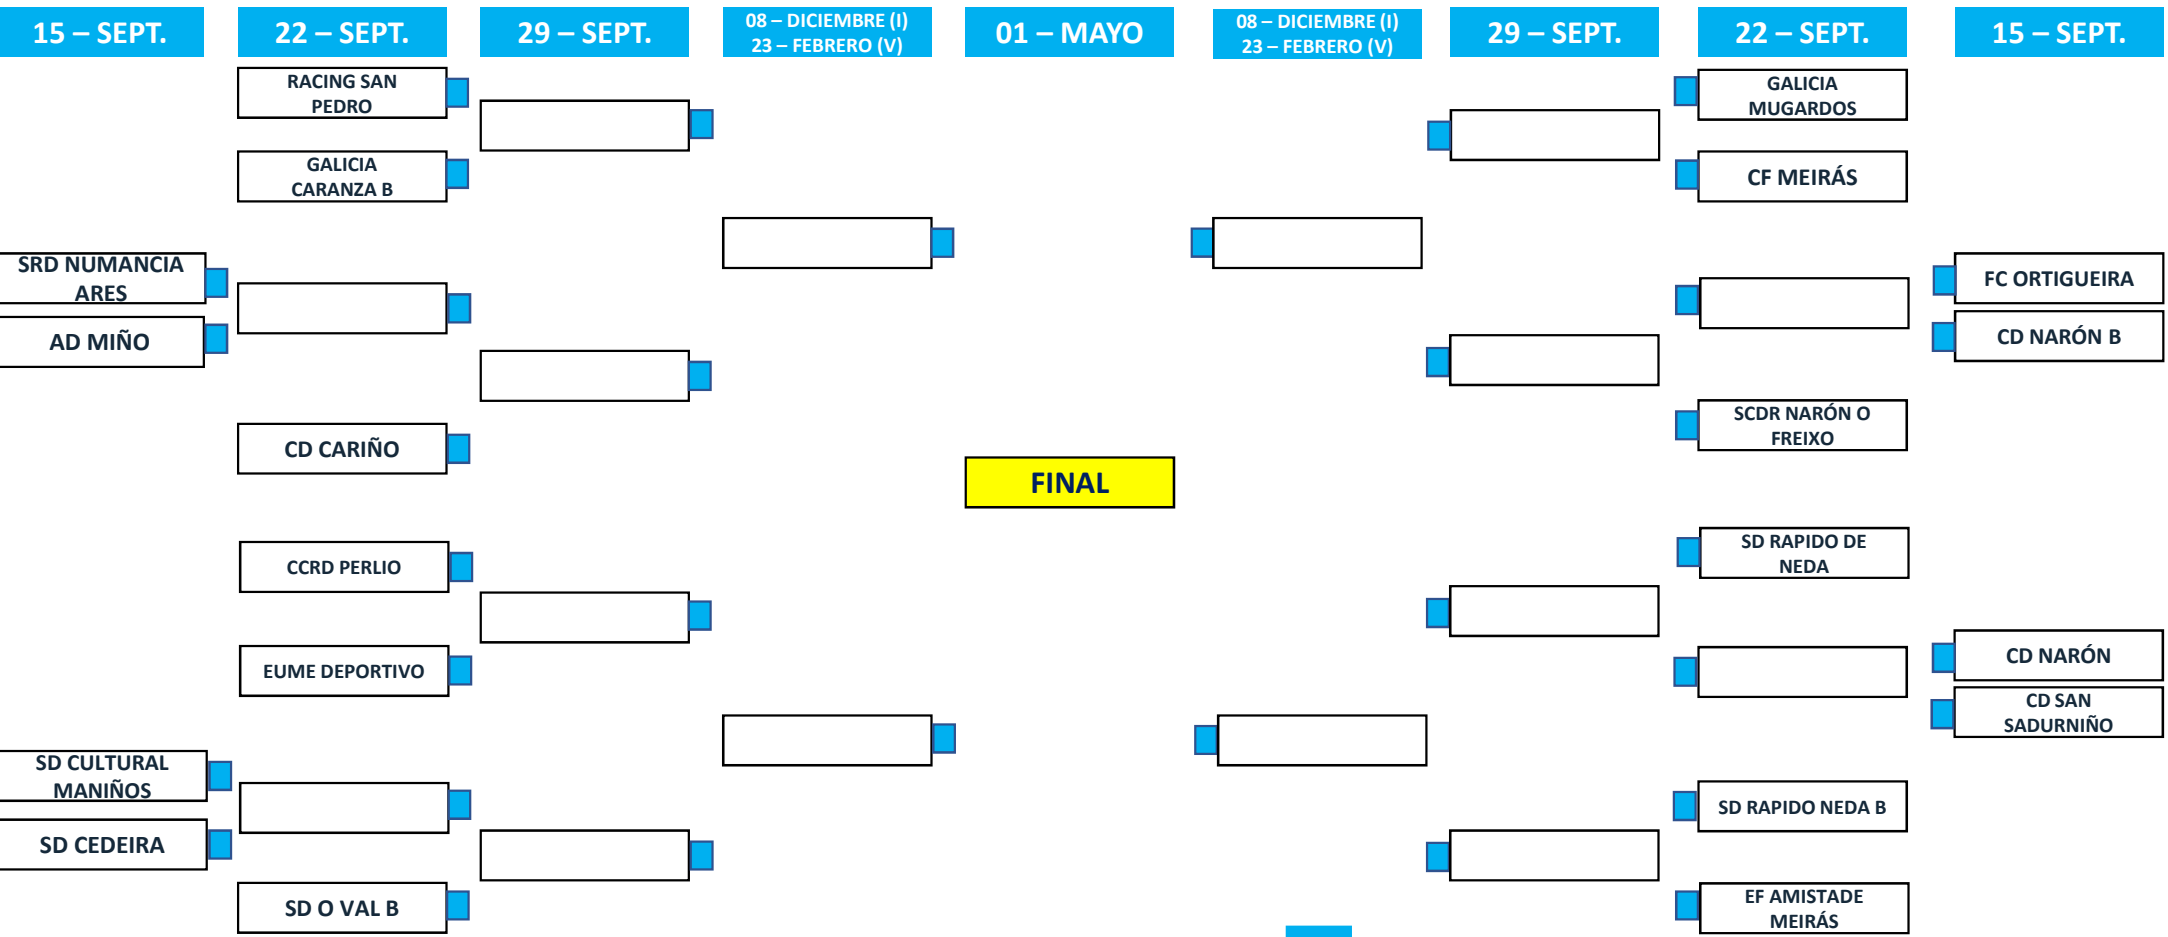 15 – SEPT.
22 – SEPT.
29 – SEPT.
08 – DICIEMBRE (I)
23 – FEBRERO (V)
01 – MAYO
08 – DICIEMBRE (I)
23 – FEBRERO (V)
29 – SEPT.
22 – SEPT.
15 – SEPT.
RACING SAN
PEDRO
GALICIA
CARANZA B
SRD NUMANCIA
ARES
AD MIÑO
CD CARIÑO
CCRD PERLIO
EUME DEPORTIVO
SD CULTURAL
MANIÑOS
SD CEDEIRA
SD O VAL B
FINAL
GALICIA
MUGARDOS
CF MEIRÁS
FC ORTIGUEIRA
CD NARÓN B
SCDR NARÓN O
FREIXO
SD RAPIDO DE
NEDA
CD NARÓN
CD SAN
SADURNIÑO
SD RAPIDO NEDA B
EF AMISTADE
MEIRÁS